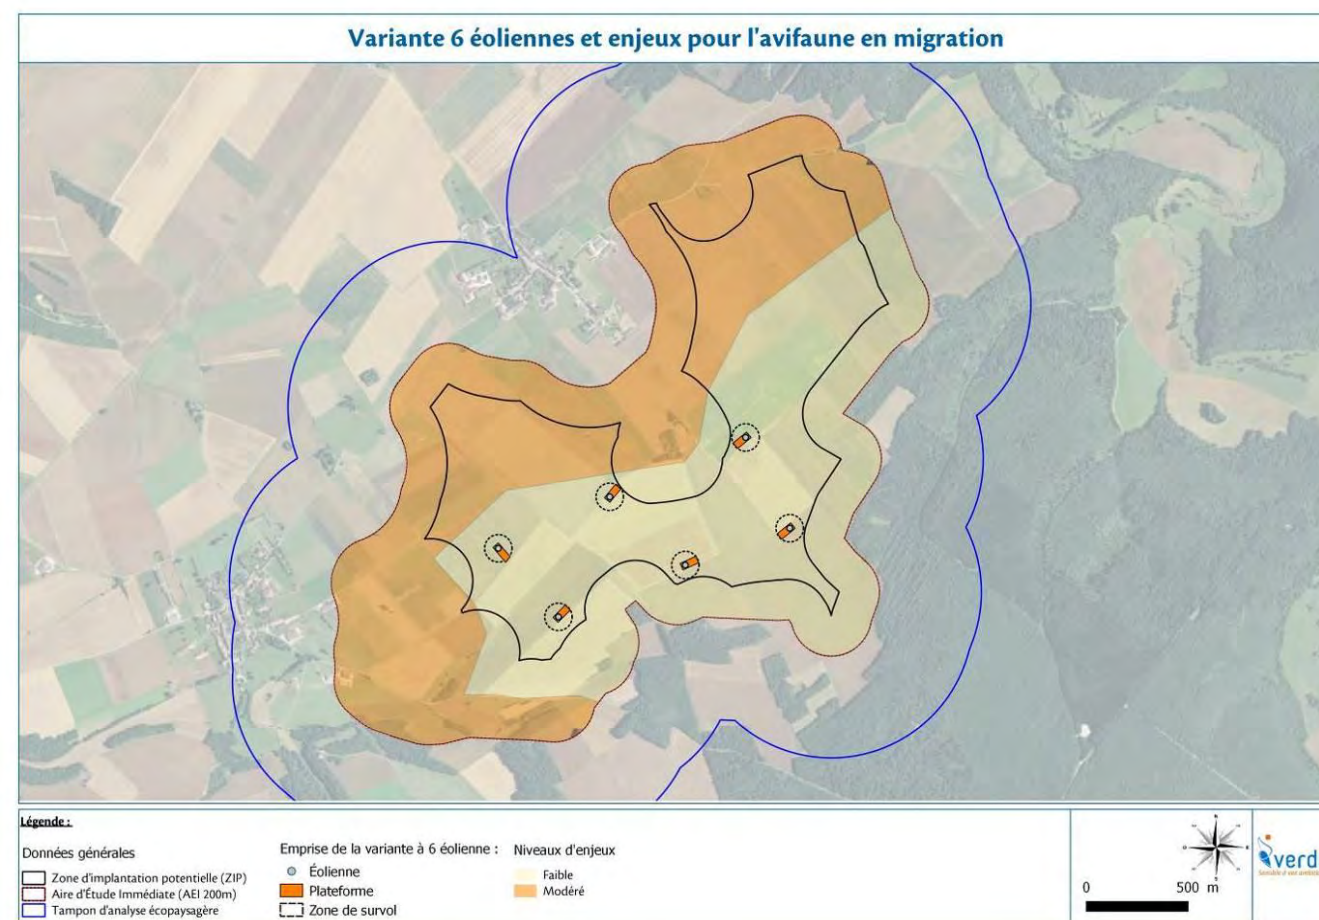 Variante 6 éoliennes et enjeux pour l'avifaune en migration
Légende :
Données générales
Zone d'implantation potentielle (ZIP)
Aire d'Étude Immédiate (AEI 200m)
Tampon d'analyse écopaysagère
Emprise de la variante à 6 éolienne :
Éolienne
Plateforme
Zone de survol
Niveaux d'enjeux
Faible
Modéré
0 500 m
verd